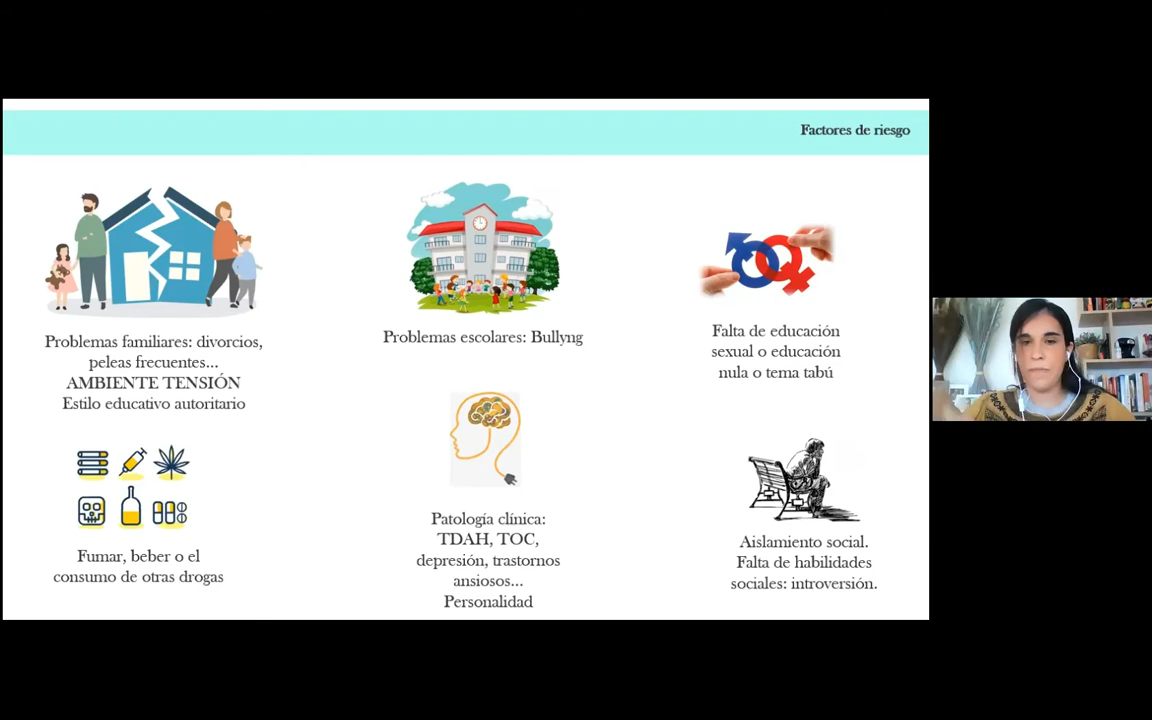 Factores de riesgo
Problemas familiares: divorcios,
peleas frecuentes...
AMBIENTE TENSIÓN
Estilo educativo autoritario
Problemas escolares: Bullyng
Falta de educación
sexual o educación
nula o tema tabú
Fumar, beber o el
consumo de otras drogas
Patología clínica:
TDAH, TOC,
depresión, trastornos
ansiosos...
Personalidad
Aislamiento social.
Falta de habilidades
sociales: introversión.